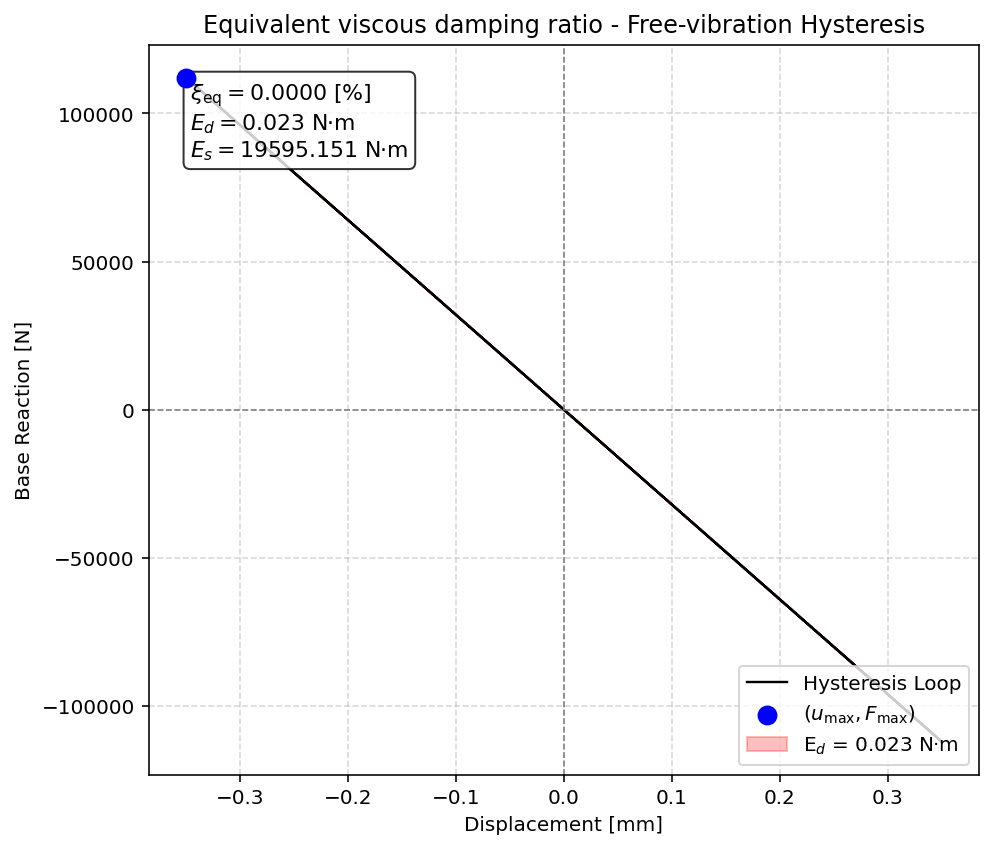 Equivalent viscous damping ratio - Free-vibration Hysteresis
Base Reaction [N]
100000
50000
0
−50000
−100000
ξeq = 0.0000 [%]
Ed = 0.023 N·m
Es = 19595.151 N·m
Hysteresis Loop
(umax, Fmax)
Ed = 0.023 N·m
−0.3
−0.2
−0.1
0.0
0.1
0.2
0.3
Displacement [mm]